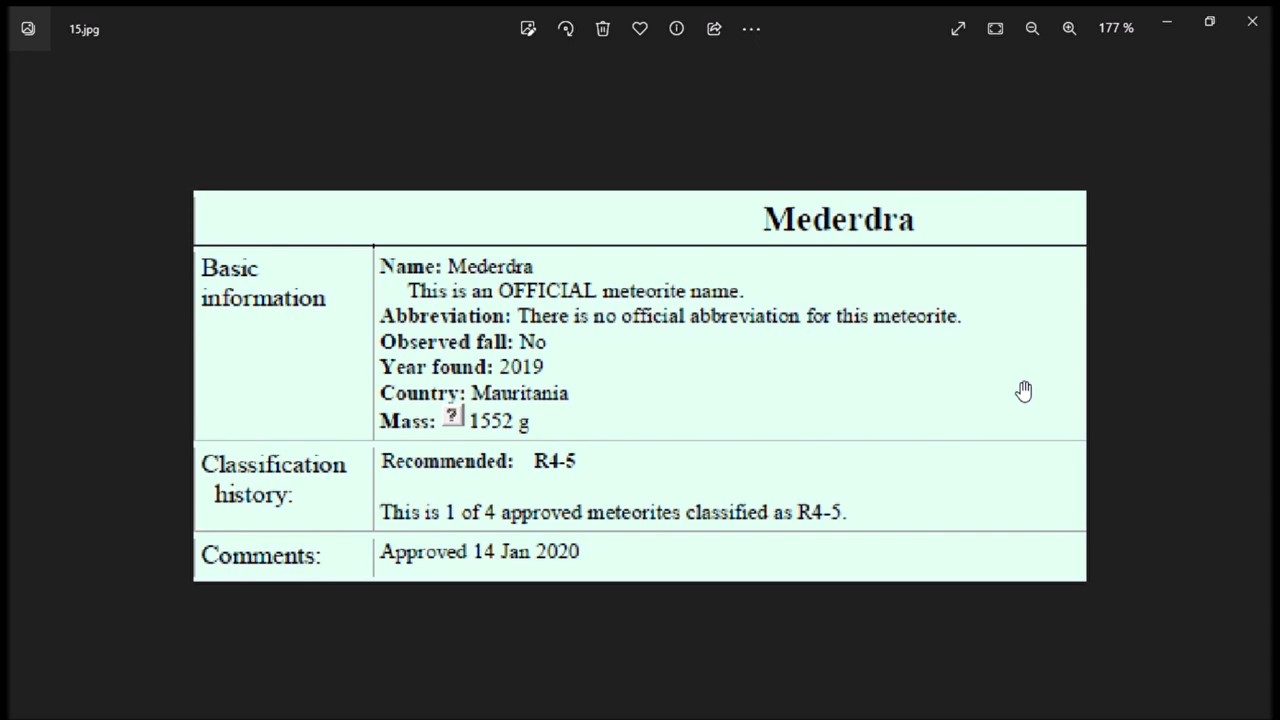 15.jpg
177 %
Mederdra
Basic
information
Name: Mederdra
This is an OFFICIAL meteorite name.
Abbreviation: There is no official abbreviation for this meteorite.
Observed fall: No
Year found: 2019
Country: Mauritania
Mass: ? 1552 g
Classification
history:
Recommended: R4-5
This is 1 of 4 approved meteorites classified as R4-5.
Comments:
Approved 14 Jan 2020